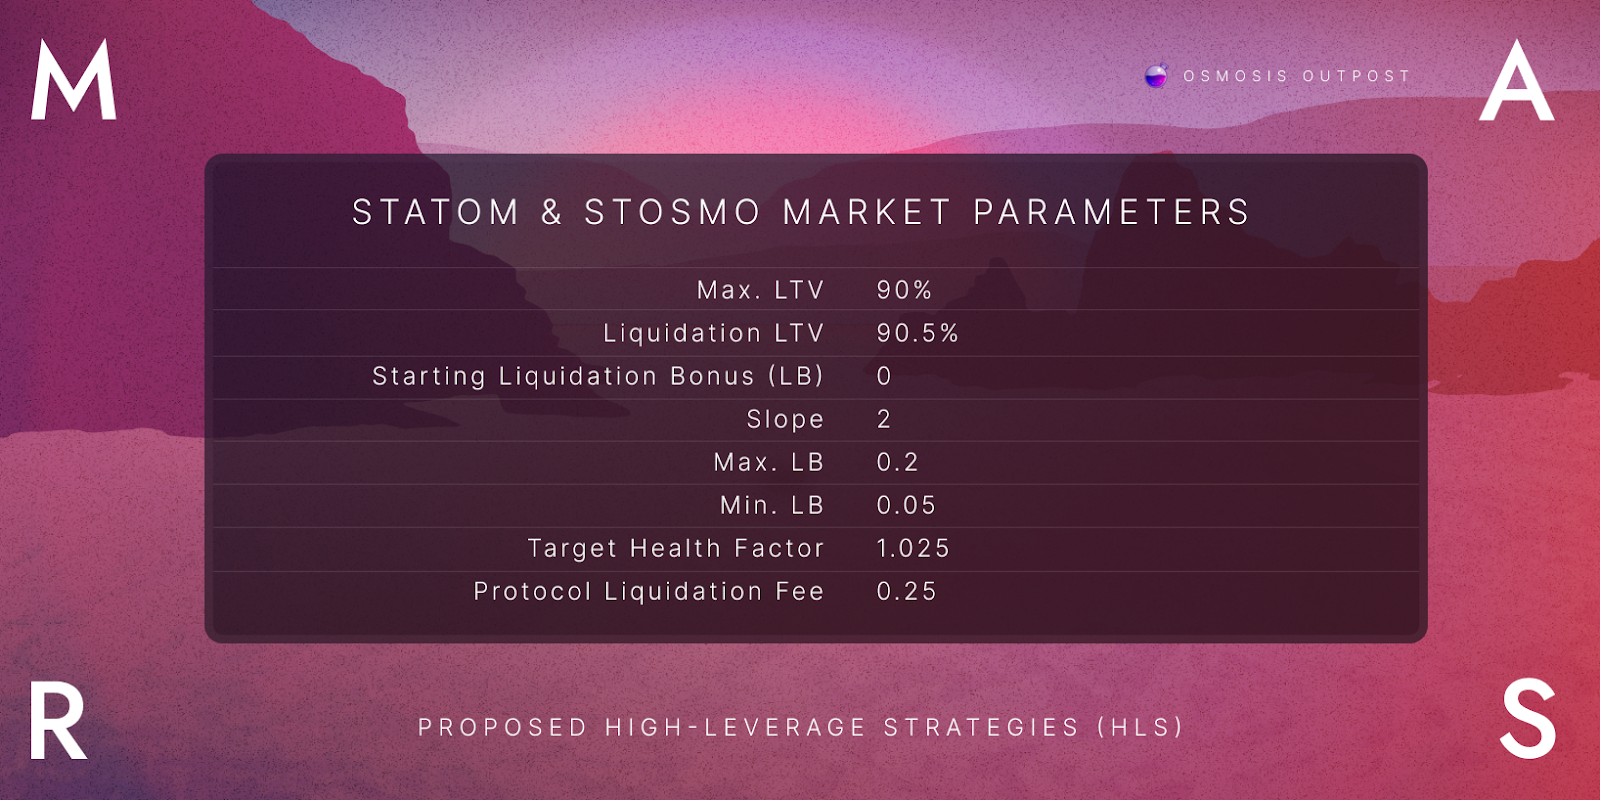 M A
OSMOSIS OUTPOST
STATOM & STOSMO MARKET PARAMETERS
Max. LTV 90%
Liquidation LTV 90.5%
Starting Liquidation Bonus (LB) 0
Slope 2
Max. LB 0.2
Min. LB 0.05
Target Health Factor 1.025
Protocol Liquidation Fee 0.25
R S
PROPOSED HIGH-LEVERAGE STRATEGIES (HLS)